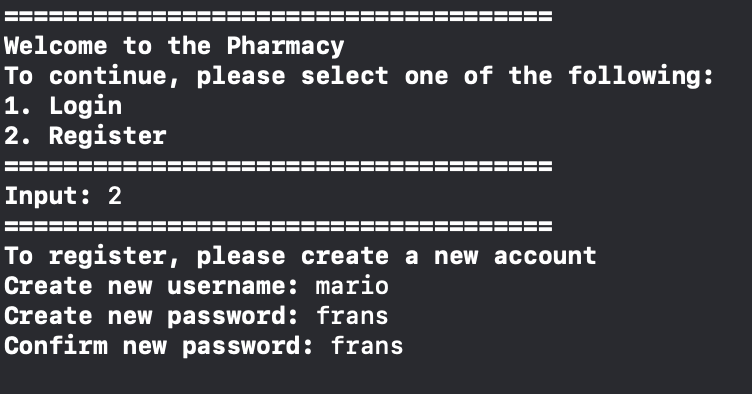 =====================================
Welcome to the Pharmacy
To continue, please select one of the following:
1. Login
2. Register
=====================================
Input: 2
=====================================
To register, please create a new account
Create new username: mario
Create new password: frans
Confirm new password: frans